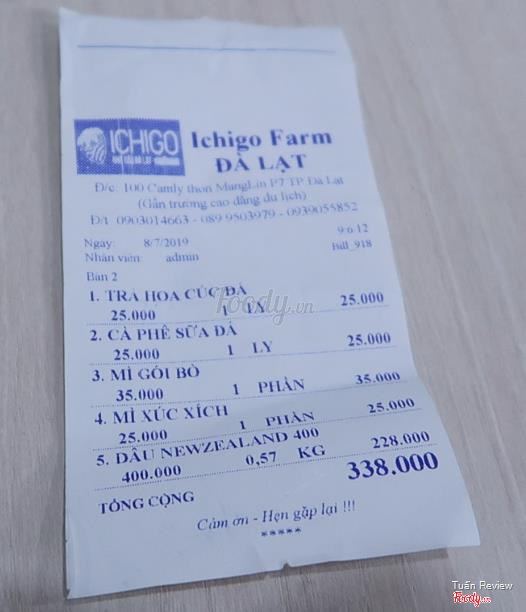 ICHIGO
Ichigo Farm
ĐÀ LẠT
Đ/c: 100 Camly thon MangLin P7 TP Đà Lạt
(Gần trường cao đẳng du lịch)
Đ/t 0903014663 - 089 9503979 - 0939055852
Ngày: 8/7/2019 9:6 12
Nhân viên: admin Bill_918
Bàn 2
1. TRÀ HOA CÚC ĐÁ
25.000 1 LY 25.000
2. CÀ PHÊ SỮA ĐÁ
25.000 1 LY 25.000
3. MÌ GÓI BÒ
35.000 1 PHẦN 35.000
4. MÌ XÚC XÍCH
25.000 1 PHẦN 25.000
5. DÂU NEWZEALAND 400
400.000 0,57 KG 228.000
TỔNG CỘNG 338.000
Cảm ơn - Hẹn gặp lại !!!
*****
Foody.vn
Tuấn Review
Foody.vn